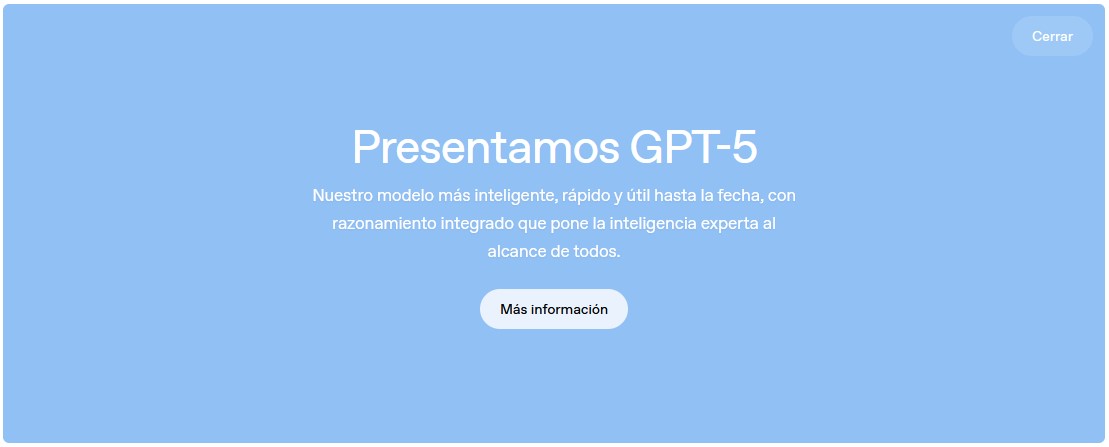 Cerrar
Presentamos GPT-5
Nuestro modelo más inteligente, rápido y útil hasta la fecha, con
razonamiento integrado que pone la inteligencia experta al
alcance de todos.
Más información